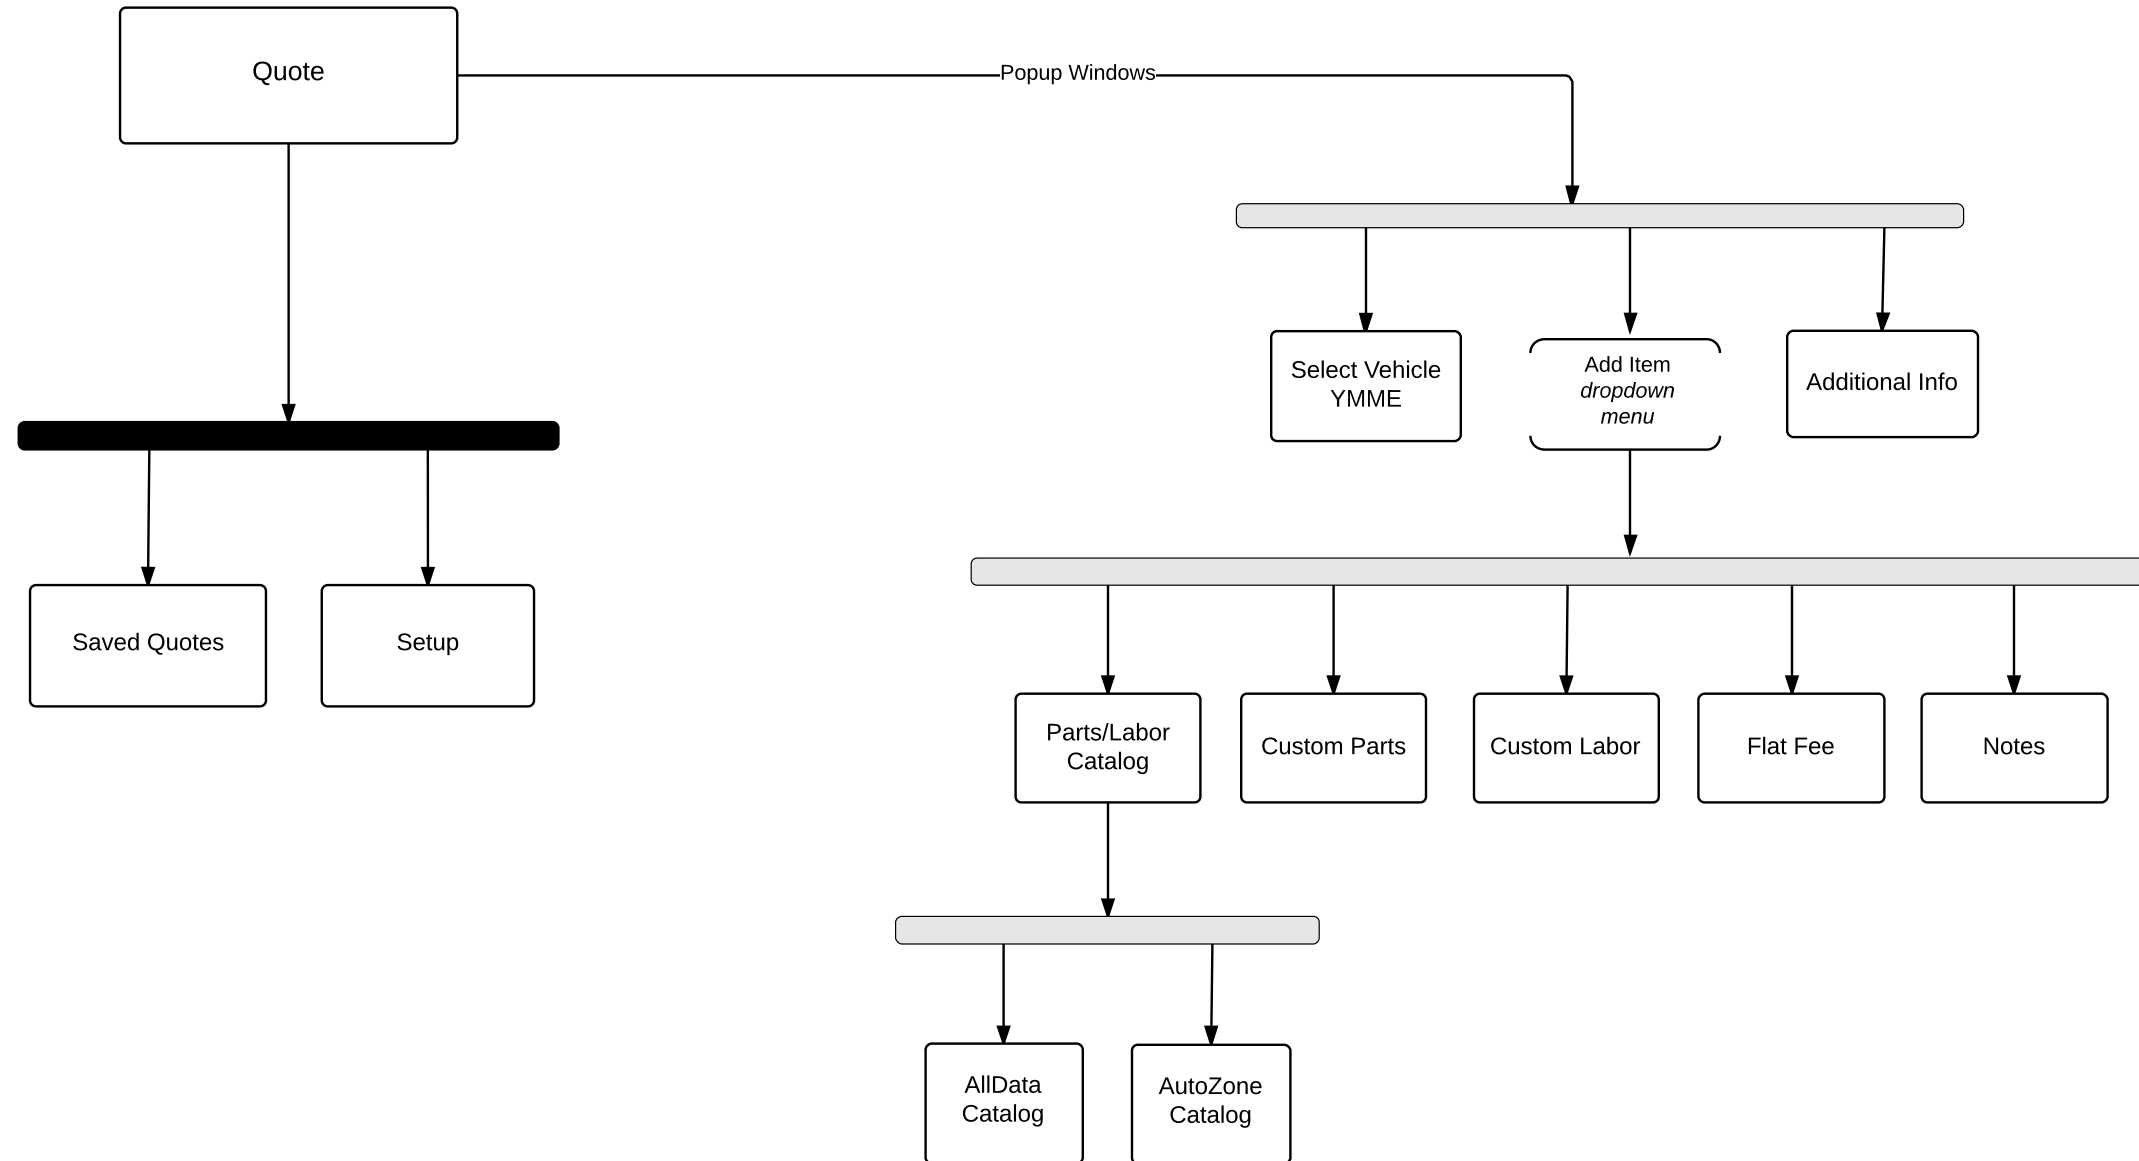 Quote
Popup Windows
Select Vehicle
YMME
Add Item
dropdown
menu
Additional Info
Saved Quotes
Setup
Parts/Labor
Catalog
Custom Parts
Custom Labor
Flat Fee
Notes
AllData
Catalog
AutoZone
Catalog